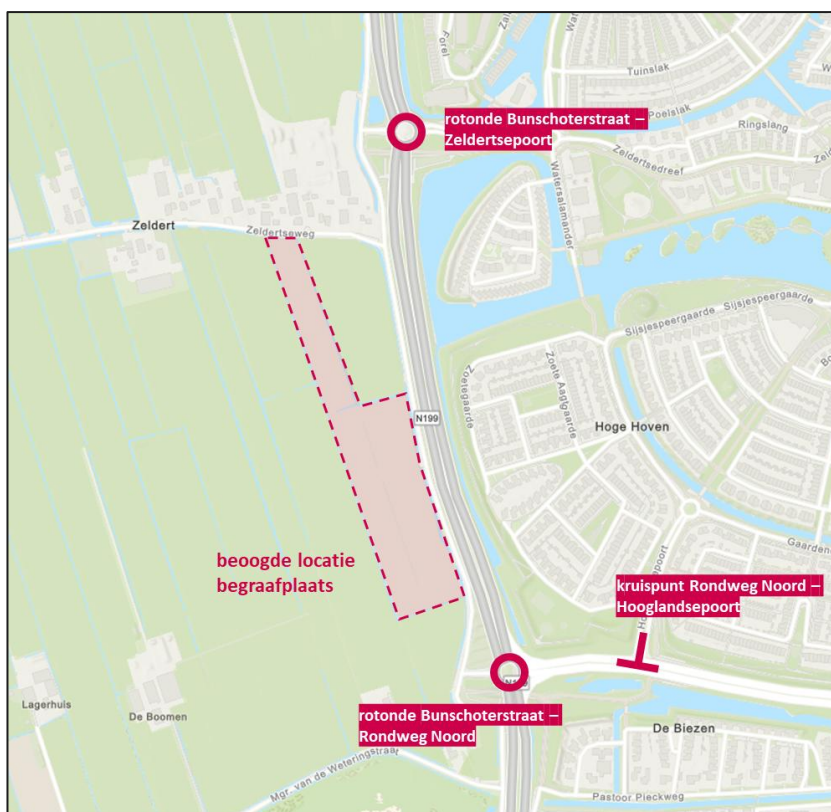 Forel
Tuinslak
Poelslak
Ringslang
rotonde Bunschoterstraat –
Zeldertsepoort
Zeldertsedreef
Watersalamander
Zeldert
Zeldertseweg
Sijsjespeergaarde
Sijsjespeergaarde
Zoetegaarde
Zoete Aagtgaarde
N199
Hoge Hoven
beoogde locatie
begraafplaats
kruispunt Rondweg Noord –
Hooglandsepoort
Lagerhuis
De Boomen
rotonde Bunschoterstraat –
Rondweg Noord
De Biezen
Mgr. van de Weteringstraat
Pastoor Pieckweg